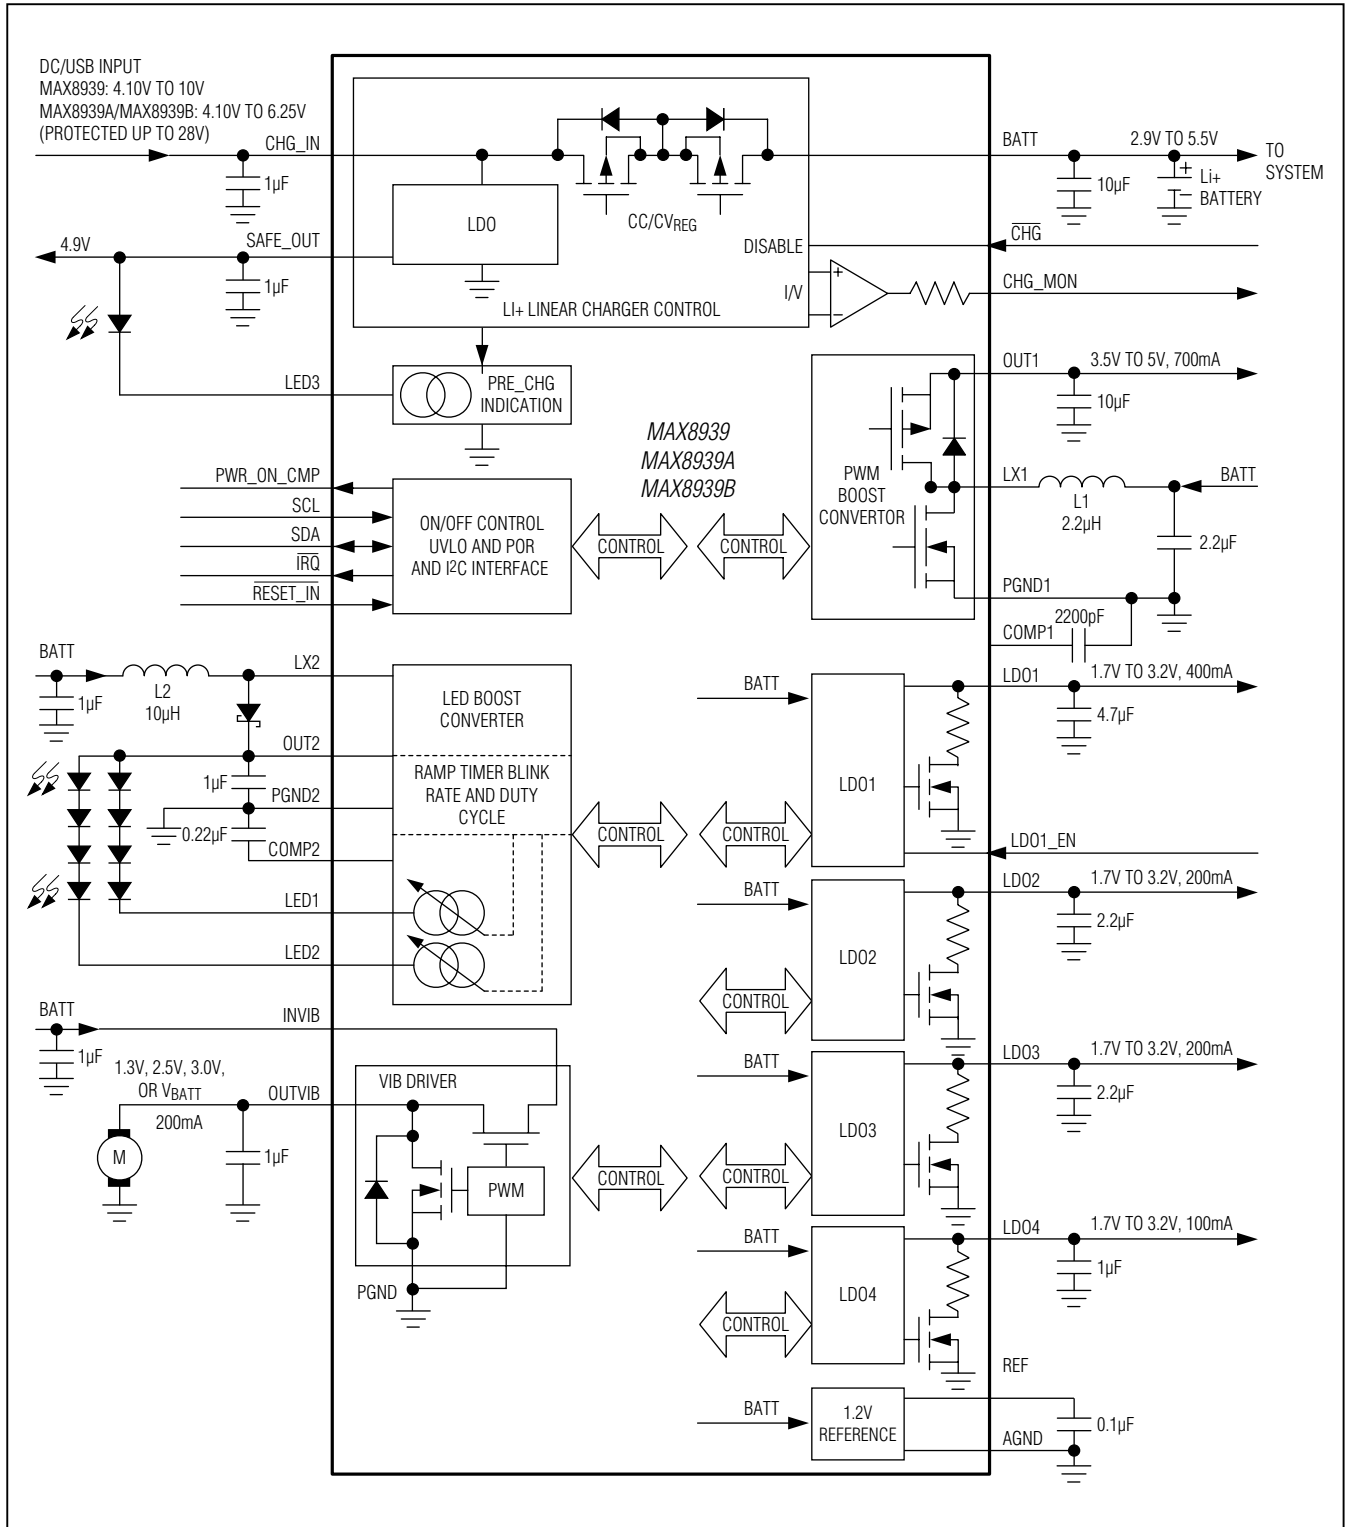 DC/USB INPUT
MAX8939: 4.10V TO 10V
MAX8939A/MAX8939B: 4.10V TO 6.25V
(PROTECTED UP TO 28V)
CHG_IN
1µF
LDO
CC/CVREG
BATT
2.9V TO 5.5V
TO
SYSTEM
10µF
Li+
BATTERY
+
−
4.9V
SAFE_OUT
1µF
DISABLE
CHG
I/V
+
−
CHG_MON
LI+ LINEAR CHARGER CONTROL
LED3
PRE_CHG
INDICATION
OUT1
3.5V TO 5V, 700mA
10µF
MAX8939
MAX8939A
MAX8939B
PWM
BOOST
CONVERTOR
LX1
L1
2.2µH
BATT
2.2µF
PGND1
2200pF
COMP1
PWR_ON_CMP
SCL
SDA
IRQ
RESET_IN
ON/OFF CONTROL
UVLO AND POR
AND I2C INTERFACE
CONTROL
CONTROL
BATT
1µF
L2
10µH
LX2
LED BOOST
CONVERTER
OUT2
1µF
PGND2
0.22µF
COMP2
RAMP TIMER BLINK
RATE AND DUTY
CYCLE
CONTROL
CONTROL
LED1
LED2
BATT
LDO1
LDO1
1.7V TO 3.2V, 400mA
4.7µF
LDO1_EN
BATT
LDO2
LDO2
1.7V TO 3.2V, 200mA
2.2µF
CONTROL
BATT
1µF
INVIB
1.3V, 2.5V, 3.0V,
OR VBATT
200mA
OUTVIB
M
1µF
VIB DRIVER
PWM
PGND
CONTROL
CONTROL
BATT
LDO3
LDO3
1.7V TO 3.2V, 200mA
2.2µF
BATT
LDO4
LDO4
1.7V TO 3.2V, 100mA
1µF
CONTROL
BATT
1.2V
REFERENCE
REF
0.1µF
AGND